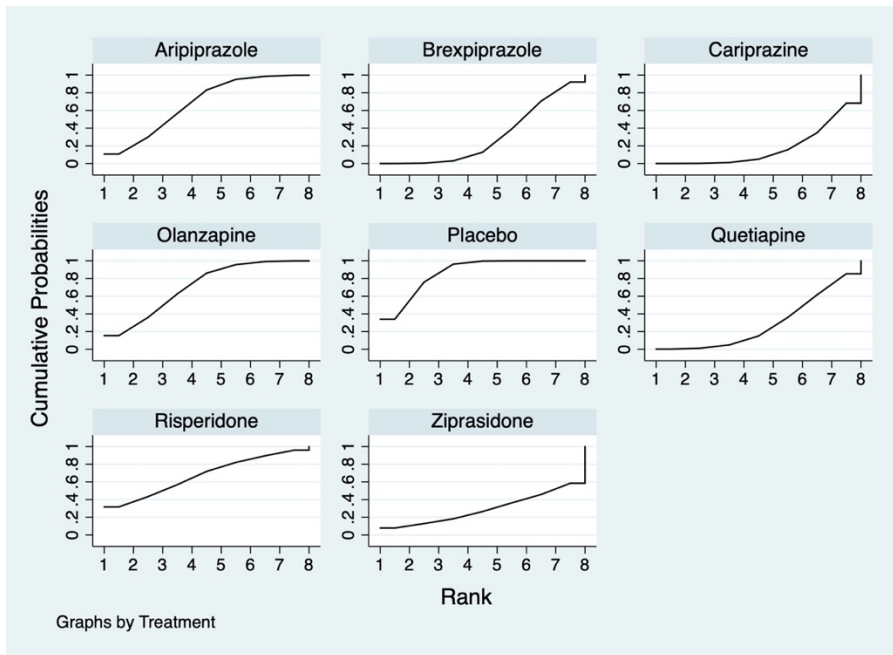 Aripiprazole
Brexpiprazole
Cariprazine
0 .2 .4 .6 .8 1
0 .2 .4 .6 .8 1
0 .2 .4 .6 .8 1
1 2 3 4 5 6 7 8
1 2 3 4 5 6 7 8
1 2 3 4 5 6 7 8
Cumulative Probabilities
Olanzapine
Placebo
Quetiapine
0 .2 .4 .6 .8 1
0 .2 .4 .6 .8 1
0 .2 .4 .6 .8 1
1 2 3 4 5 6 7 8
1 2 3 4 5 6 7 8
1 2 3 4 5 6 7 8
Risperidone
Ziprasidone
0 .2 .4 .6 .8 1
0 .2 .4 .6 .8 1
1 2 3 4 5 6 7 8
1 2 3 4 5 6 7 8
Rank
Graphs by Treatment